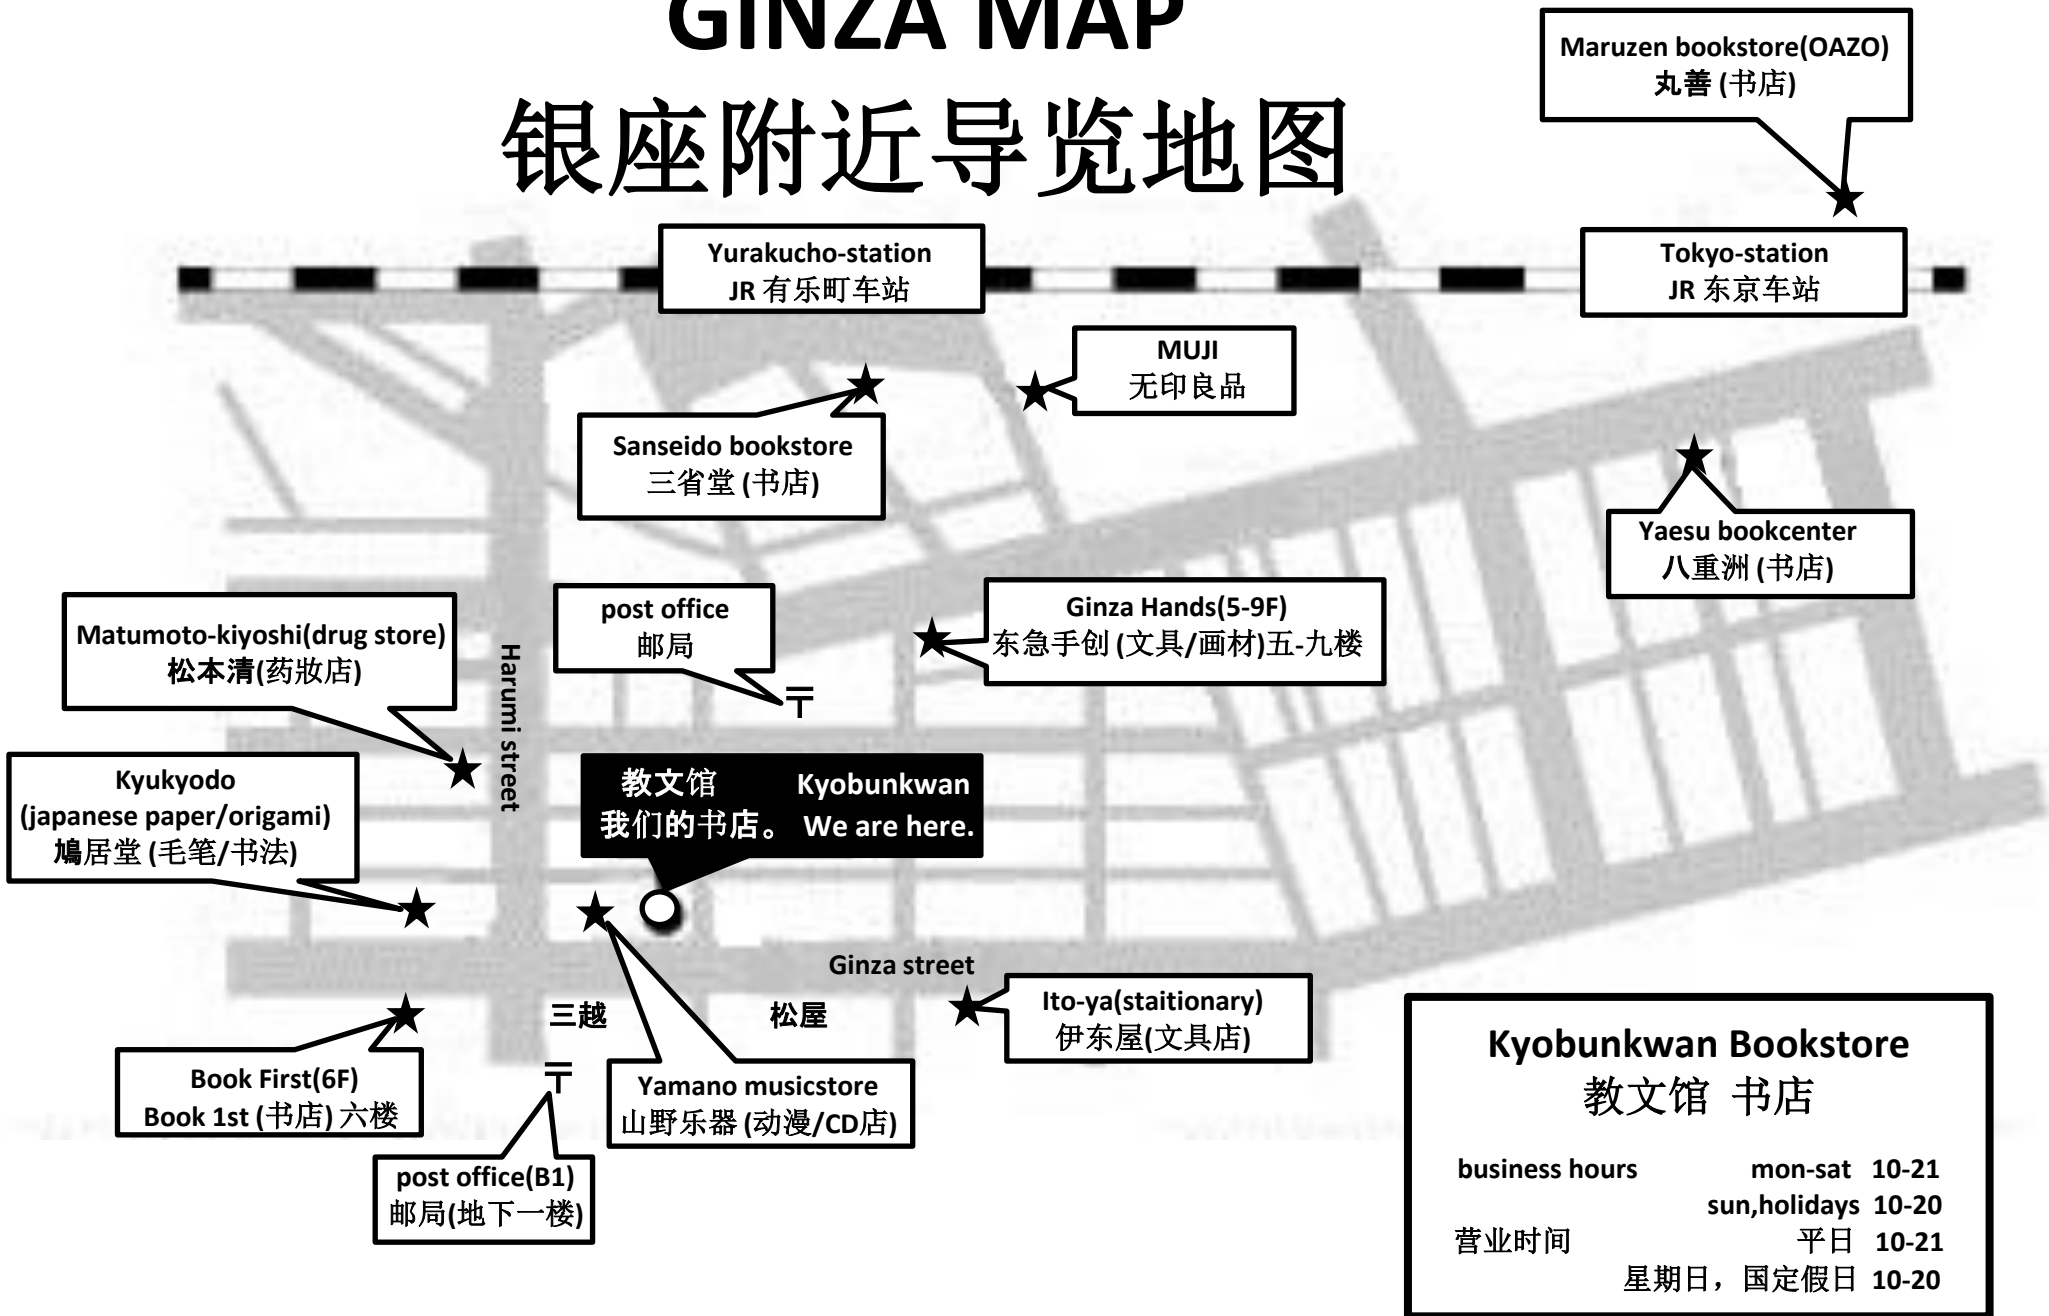 GINZA MAP
银座附近导览地图
Maruzen bookstore(OAZO)
丸善 (书店)
Yurakucho-station
JR 有乐町车站
Tokyo-station
JR 东京车站
MUJI
无印良品
Sanseido bookstore
三省堂 (书店)
Yaesu bookcenter
八重洲 (书店)
post office
邮局
Ginza Hands(5-9F)
东急手创 (文具/画材)五-九楼
Matumoto-kiyoshi(drug store)
松本清(药妝店)
Harumi street
Kyukyodo
(japanese paper/origami)
鳩居堂 (毛笔/书法)
教文馆 Kyobunkwan
我们的书店。 We are here.
Ginza street
三越
松屋
Ito-ya(staitionary)
伊东屋(文具店)
Book First(6F)
Book 1st (书店) 六楼
Yamano musicstore
山野乐器 (动漫/CD店)
post office(B1)
邮局(地下一楼)
Kyobunkwan Bookstore
教文馆 书店
business hours mon-sat 10-21
sun,holidays 10-20
营业时间 平日 10-21
星期日，国定假日 10-20